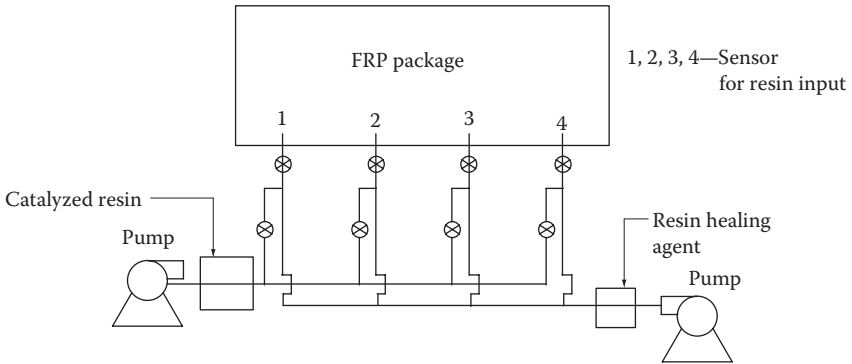 FRP package
1, 2, 3, 4—Sensor
for resin input
1
2
3
4
Catalyzed resin
Pump
Resin healing
agent
Pump